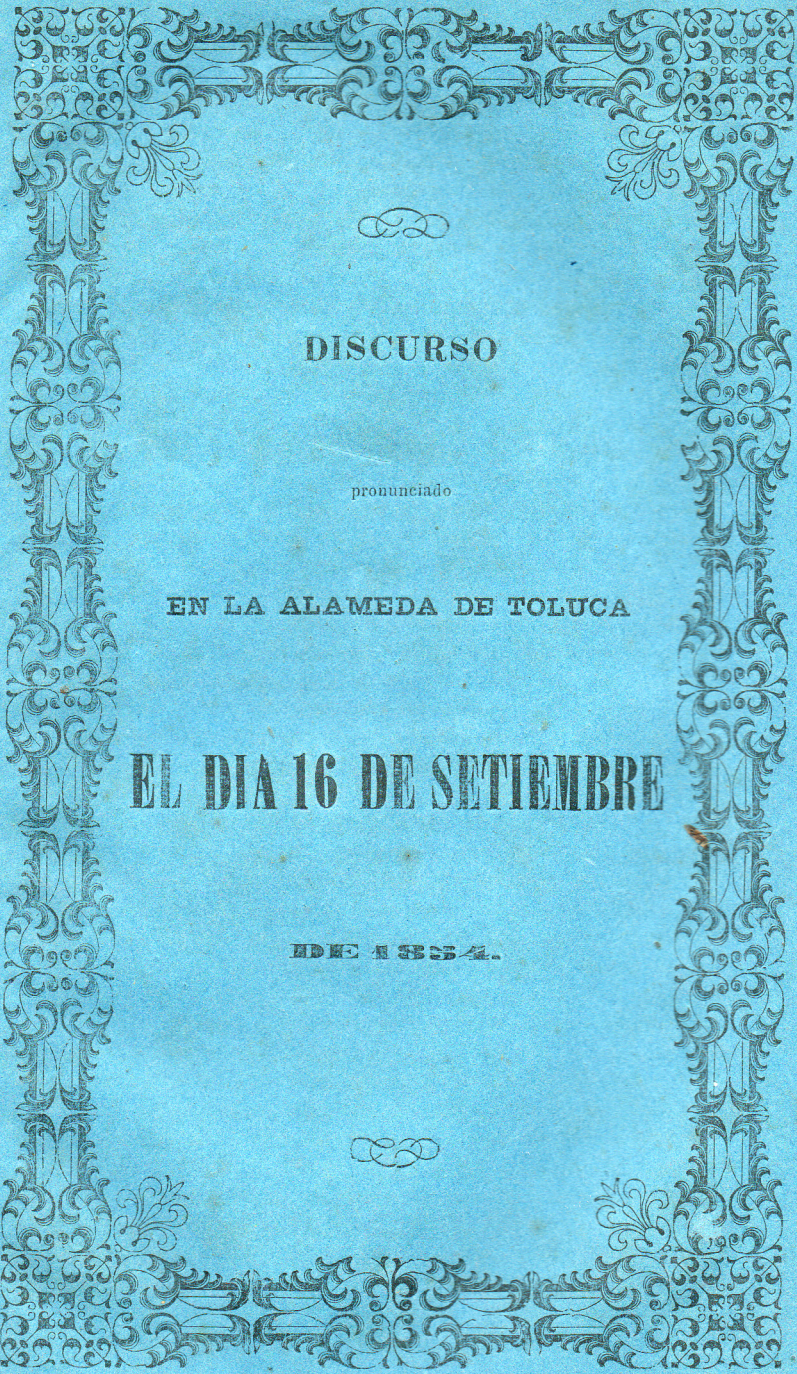 DISCURSO
pronunciado
EN LA ALAMEDA DE TOLUCA
EL DIA 16 DE SETIEMBRE
DE 1854.